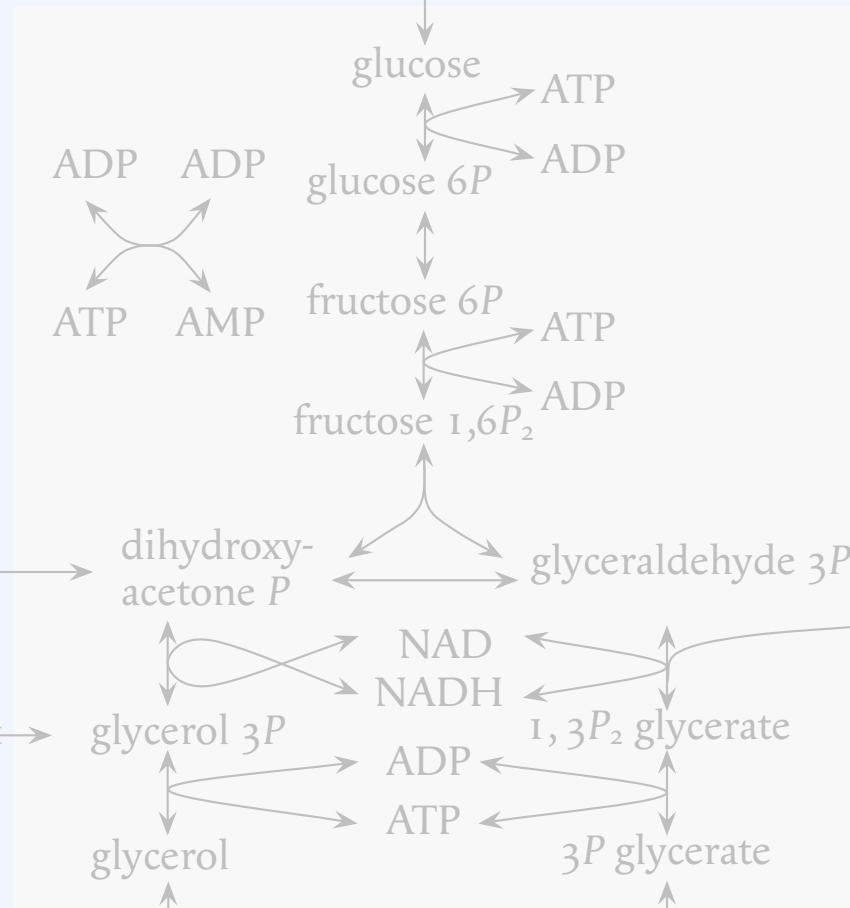 glucose
ATP
ADP
ADP ADP
glucose 6P
ATP AMP
fructose 6P
ATP
ADP
fructose 1,6P₂
dihydroxy-
acetone P
glyceraldehyde 3P
NAD
NADH
glycerol 3P
1, 3P₂ glycerate
ADP
ATP
glycerol
3P glycerate